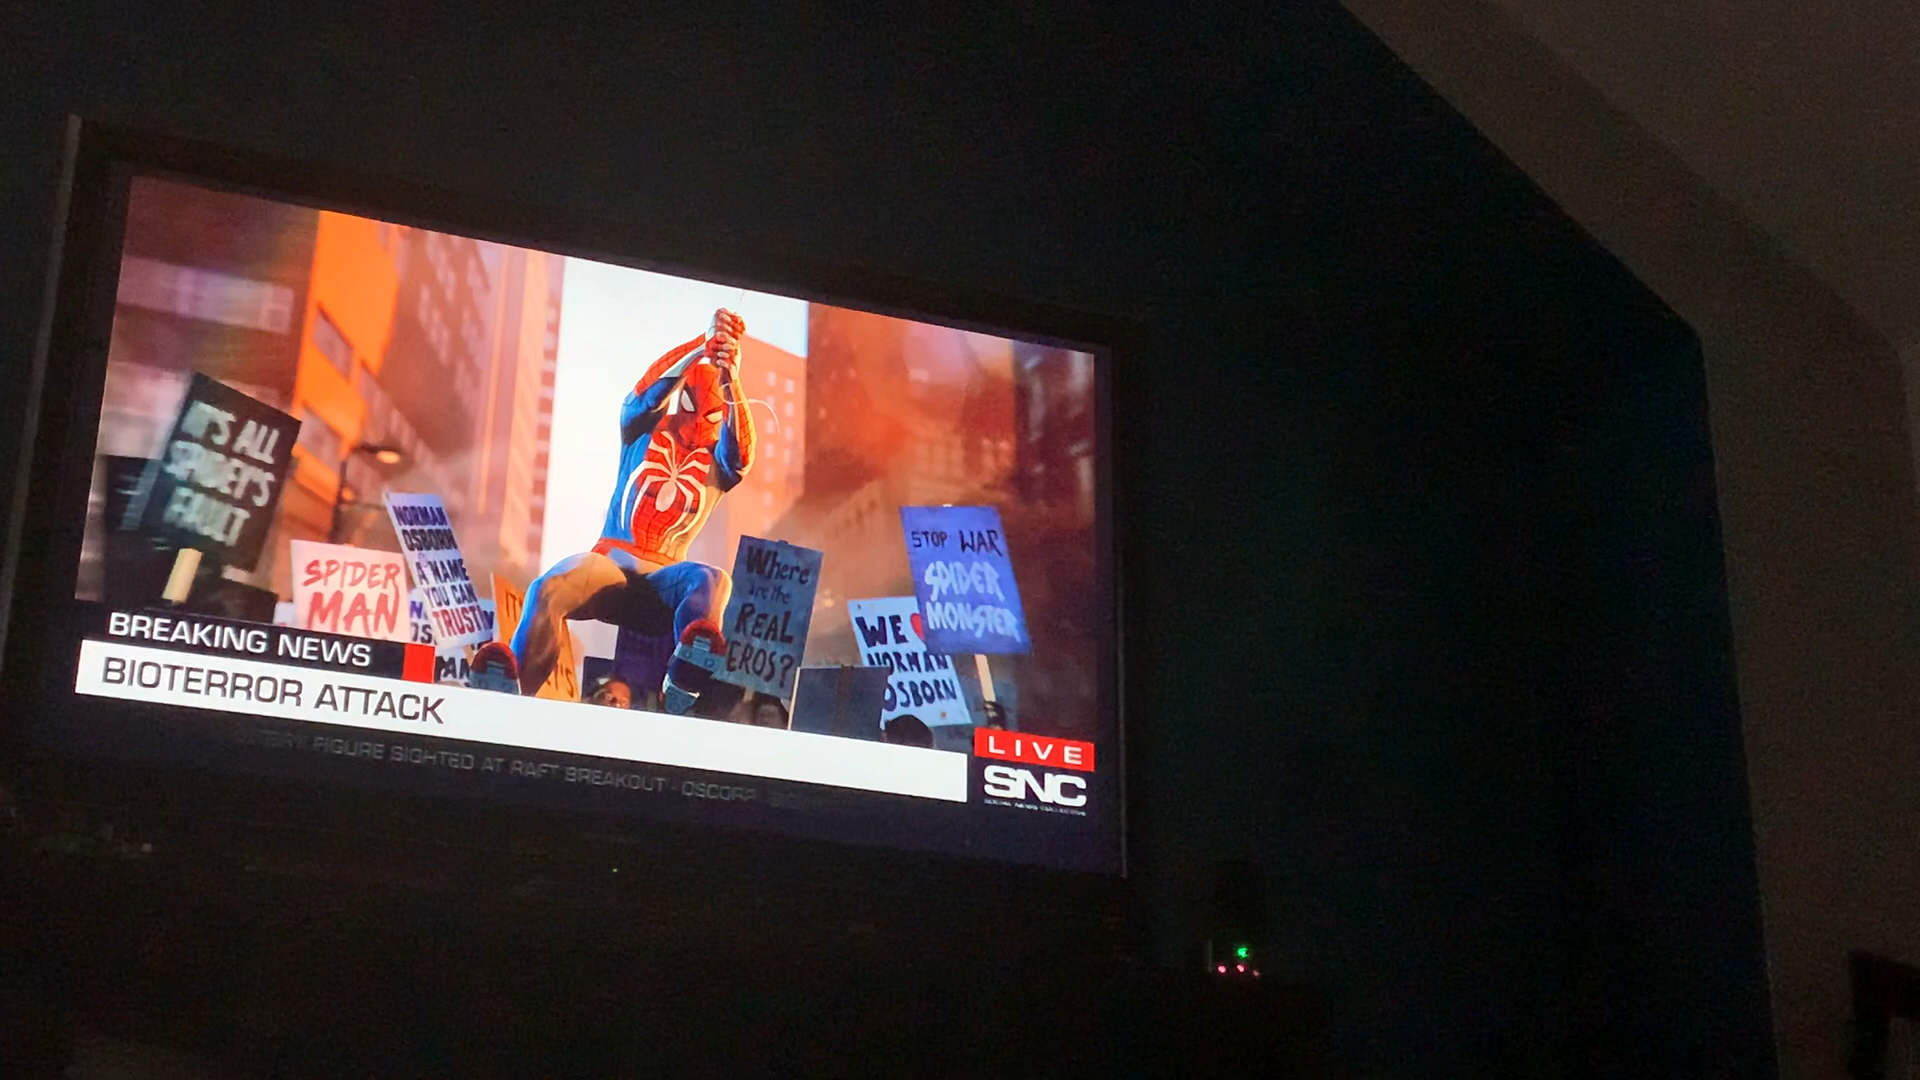 IT'S ALL
SPIDEY'S
FAULT
SPIDER
MAN
NORMAN
OSBORN
A NAME
YOU CAN
TRUST!
Where
are the
REAL
EROS?
WE
NORMAN
OSBORN
STOP WAR
SPIDER
MONSTER
BREAKING NEWS
BIOTERROR ATTACK
FIGURE SIGHTED AT RAFT BREAKOUT - OSCORP
LIVE
SNC